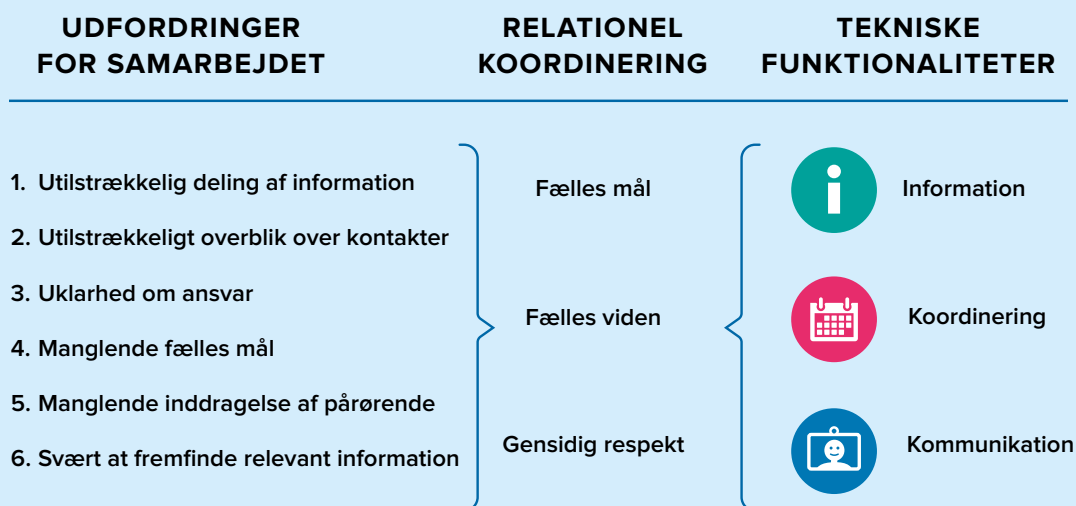 UDFORDRINGER
FOR SAMARBEJDET
1. Utilstrækkelig deling af information
2. Utilstrækkeligt overblik over kontakter
3. Uklarhed om ansvar
4. Manglende fælles mål
5. Manglende inddragelse af pårørende
6. Svært at fremfinde relevant information
RELATIONEL
KOORDINERING
Fælles mål
Fælles viden
Gensidig respekt
TEKNISKE
FUNKTIONALITETER
i
Information
Koordinering
Kommunikation